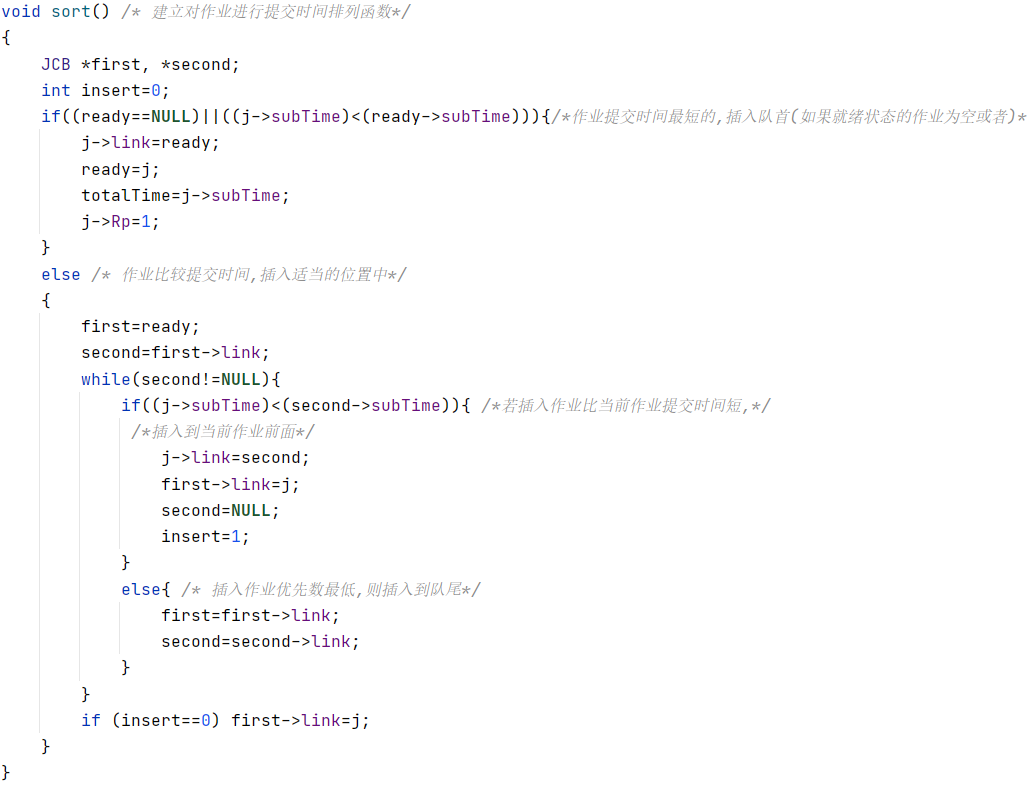 void sort() /* 建立对作业进行提交时间排列函数*/
{
    JCB *first, *second;
    int insert=0;
    if((ready==NULL)||((j->subTime)<(ready->subTime))){/*作业提交时间最短的,插入队首(如果就绪状态的作业为空或者)*
        j->link=ready;
        ready=j;
        totalTime=j->subTime;
        j->Rp=1;
    }
    else /* 作业比较提交时间,插入适当的位置中*/
    {
        first=ready;
        second=first->link;
        while(second!=NULL){
            if((j->subTime)<(second->subTime)){ /*若插入作业比当前作业提交时间短,*/
             /*插入到当前作业前面*/
                j->link=second;
                first->link=j;
                second=NULL;
                insert=1;
            }
            else{ /* 插入作业优先数最低,则插入到队尾*/
                first=first->link;
                second=second->link;
            }
        }
        if (insert==0) first->link=j;
    }
}